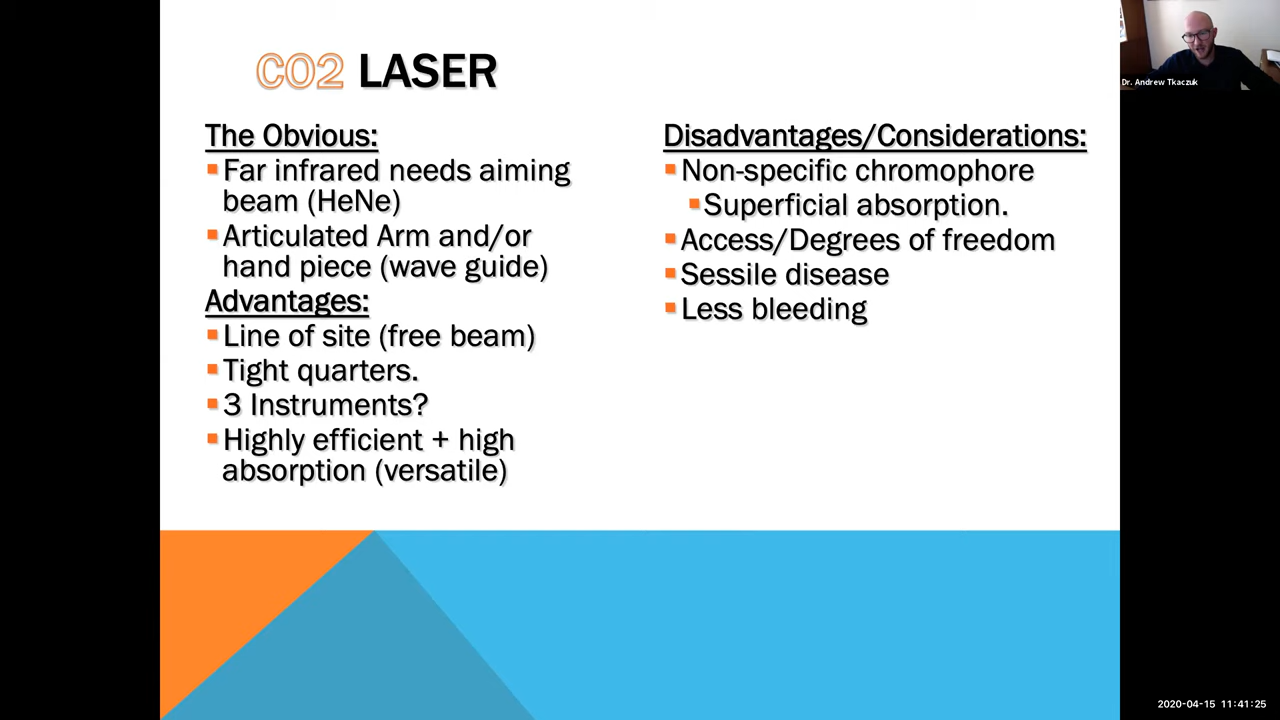 CO2 LASER
The Obvious:
Far infrared needs aiming
beam (HeNe)
Articulated Arm and/or
hand piece (wave guide)
Advantages:
Line of site (free beam)
Tight quarters.
3 Instruments?
Highly efficient + high
absorption (versatile)
Disadvantages/Considerations:
Non-specific chromophore
Superficial absorption.
Access/Degrees of freedom
Sessile disease
Less bleeding
Dr. Andrew Tkaczuk
2020-04-15 11:41:25